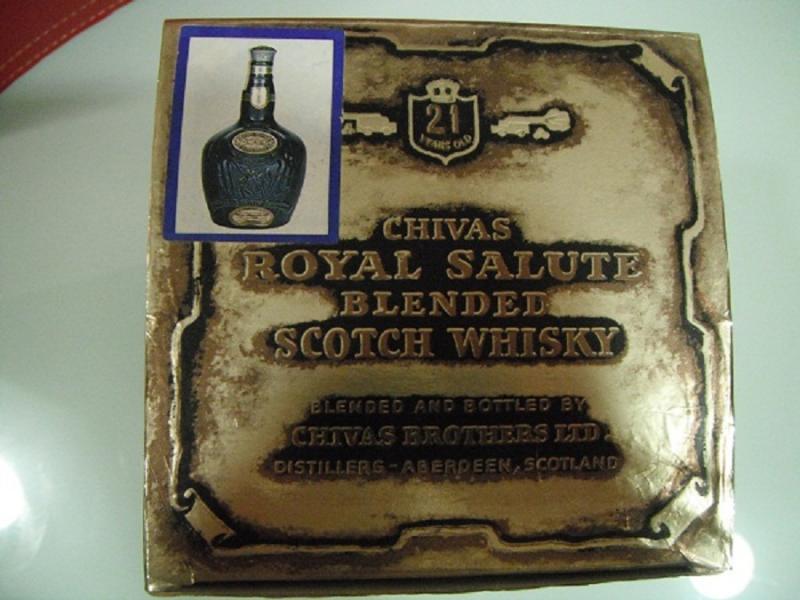 21
YEARS OLD
CHIVAS
ROYAL SALUTE
BLENDED
SCOTCH WHISKY
BLENDED AND BOTTLED BY
CHIVAS BROTHERS LTD.
DISTILLERS - ABERDEEN, SCOTLAND